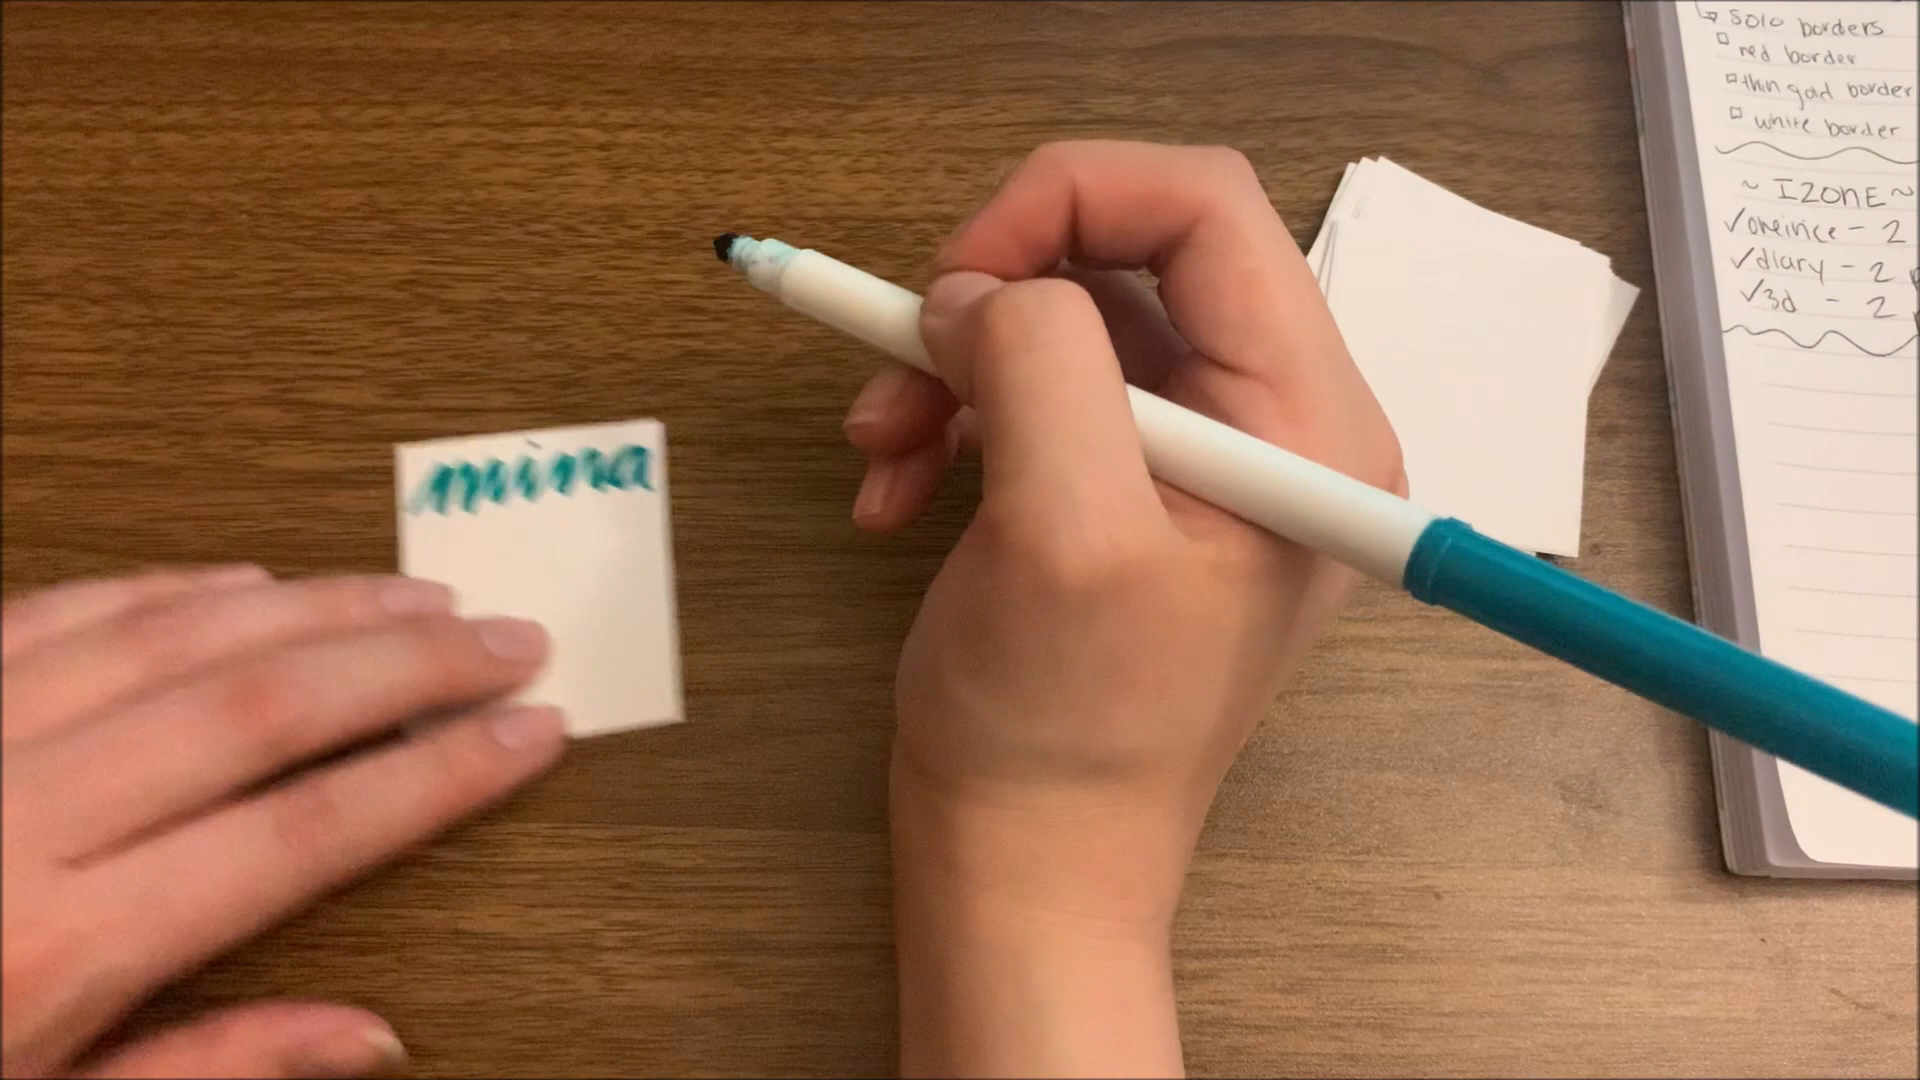 mina
solo borders
red border
thin gold border
white border
~ IZONE ~
✓oneiric - 2
✓diary - 2
✓3d - 2